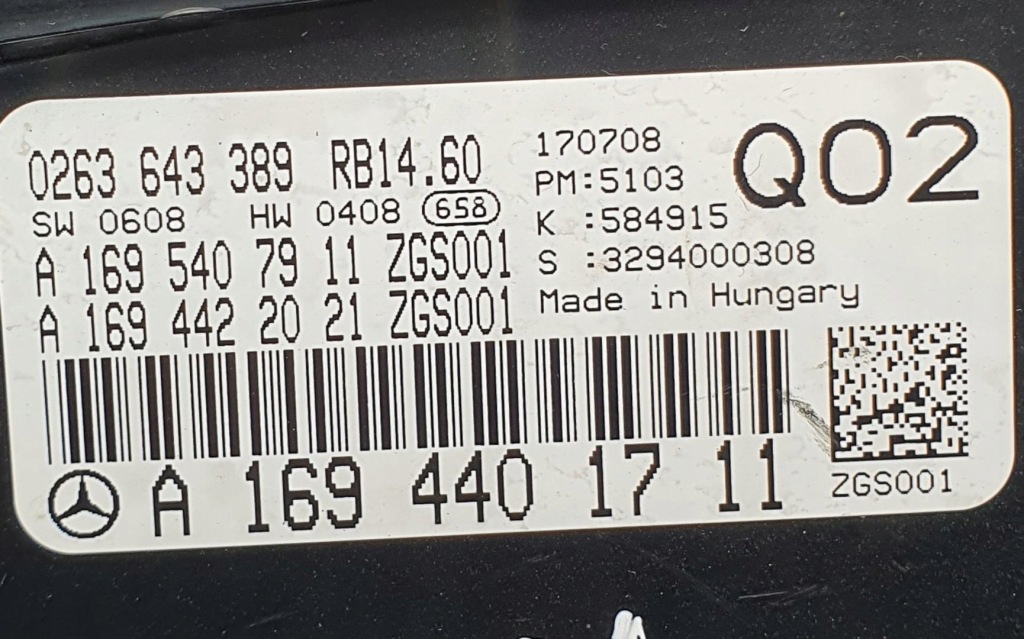 0263 643 389 RB14.60
SW 0608 HW 0408 658
A 169 540 79 11 ZGS001
A 169 442 20 21 ZGS001
170708
PM:5103
K :584915
S :3294000308
Made in Hungary
Q02
A 169 440 17 11
ZGS001